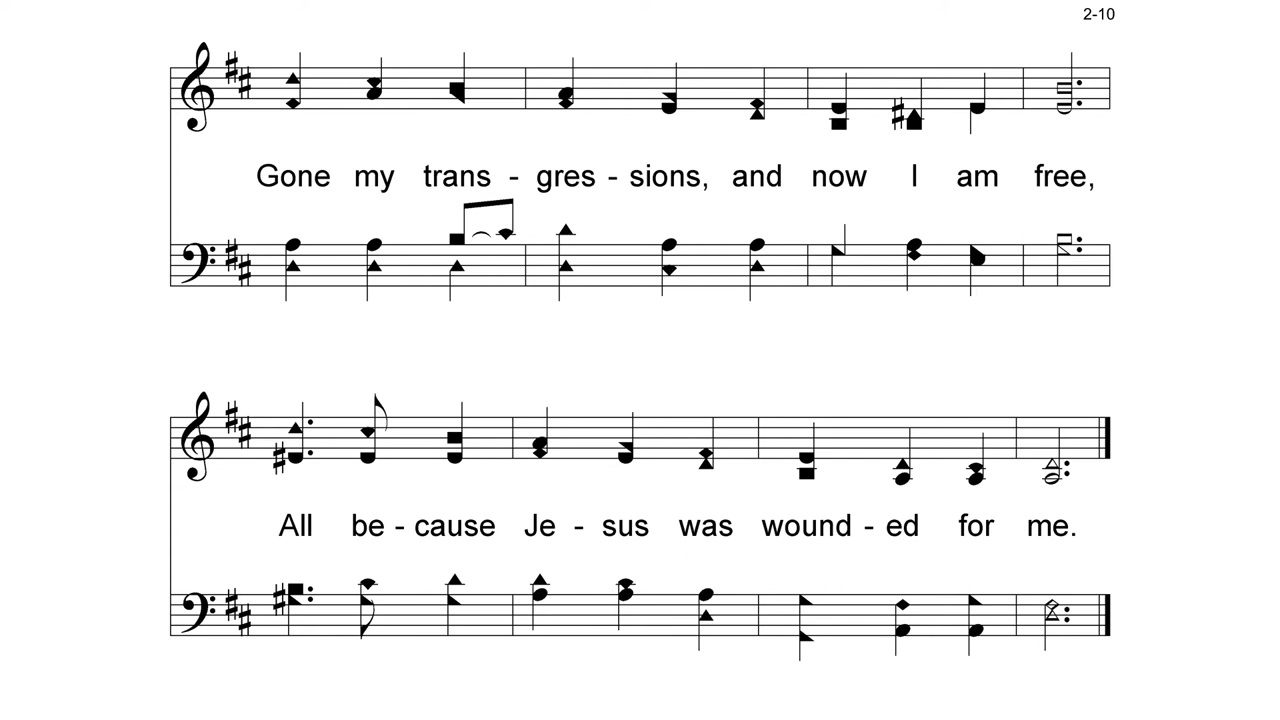 2-10
Gone my trans - gres - sions, and now I am free,
All be - cause Je - sus was wound - ed for me.